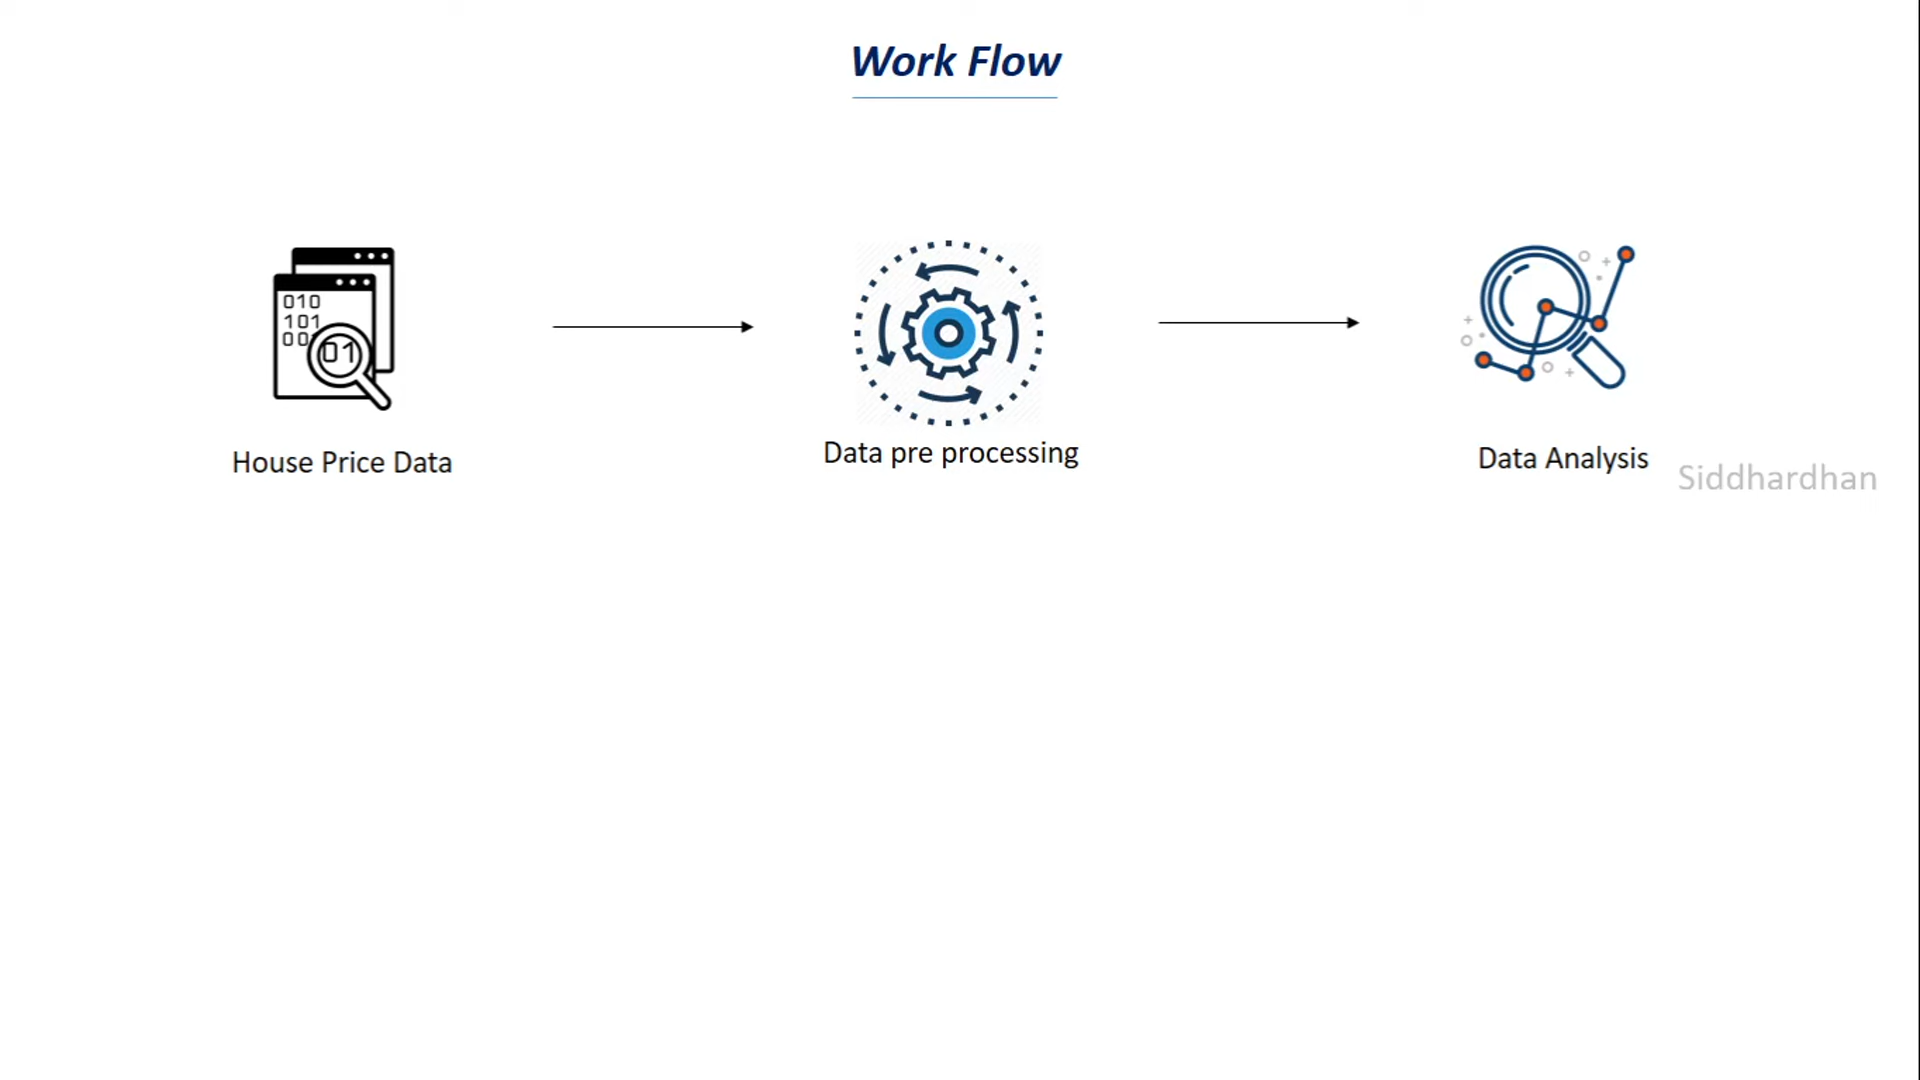 Work Flow
010
101
00
01
House Price Data
Data pre processing
Data Analysis
Siddhardhan